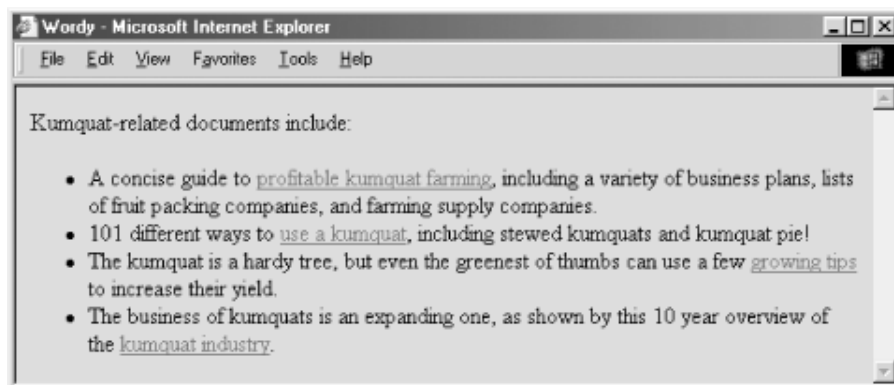 Wordy - Microsoft Internet Explorer
File Edit View Favorites Tools Help
Kumquat-related documents include:
• A concise guide to profitable kumquat farming, including a variety of business plans, lists
of fruit packing companies, and farming supply companies.
• 101 different ways to use a kumquat, including stewed kumquats and kumquat pie!
• The kumquat is a hardy tree, but even the greenest of thumbs can use a few growing tips
to increase their yield.
• The business of kumquats is an expanding one, as shown by this 10 year overview of
the kumquat industry.